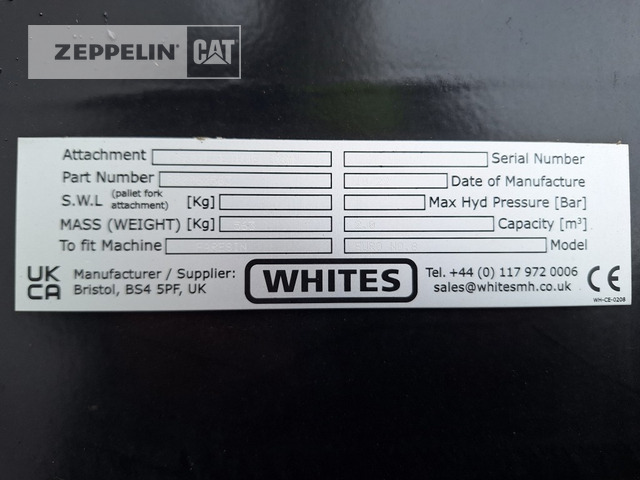 ZEPPELIN CAT
Attachment Serial Number
Part Number Date of Manufacture
S.W.L (pallet fork attachment) [Kg] Max Hyd Pressure [Bar]
MASS (WEIGHT) [Kg] Capacity [m³]
To fit Machine Model
UK CA Manufacturer / Supplier: WHITES Tel. +44 (0) 117 972 0006 CE
Bristol, BS4 5PF, UK sales@whitesmh.co.uk
WH-CE-0208